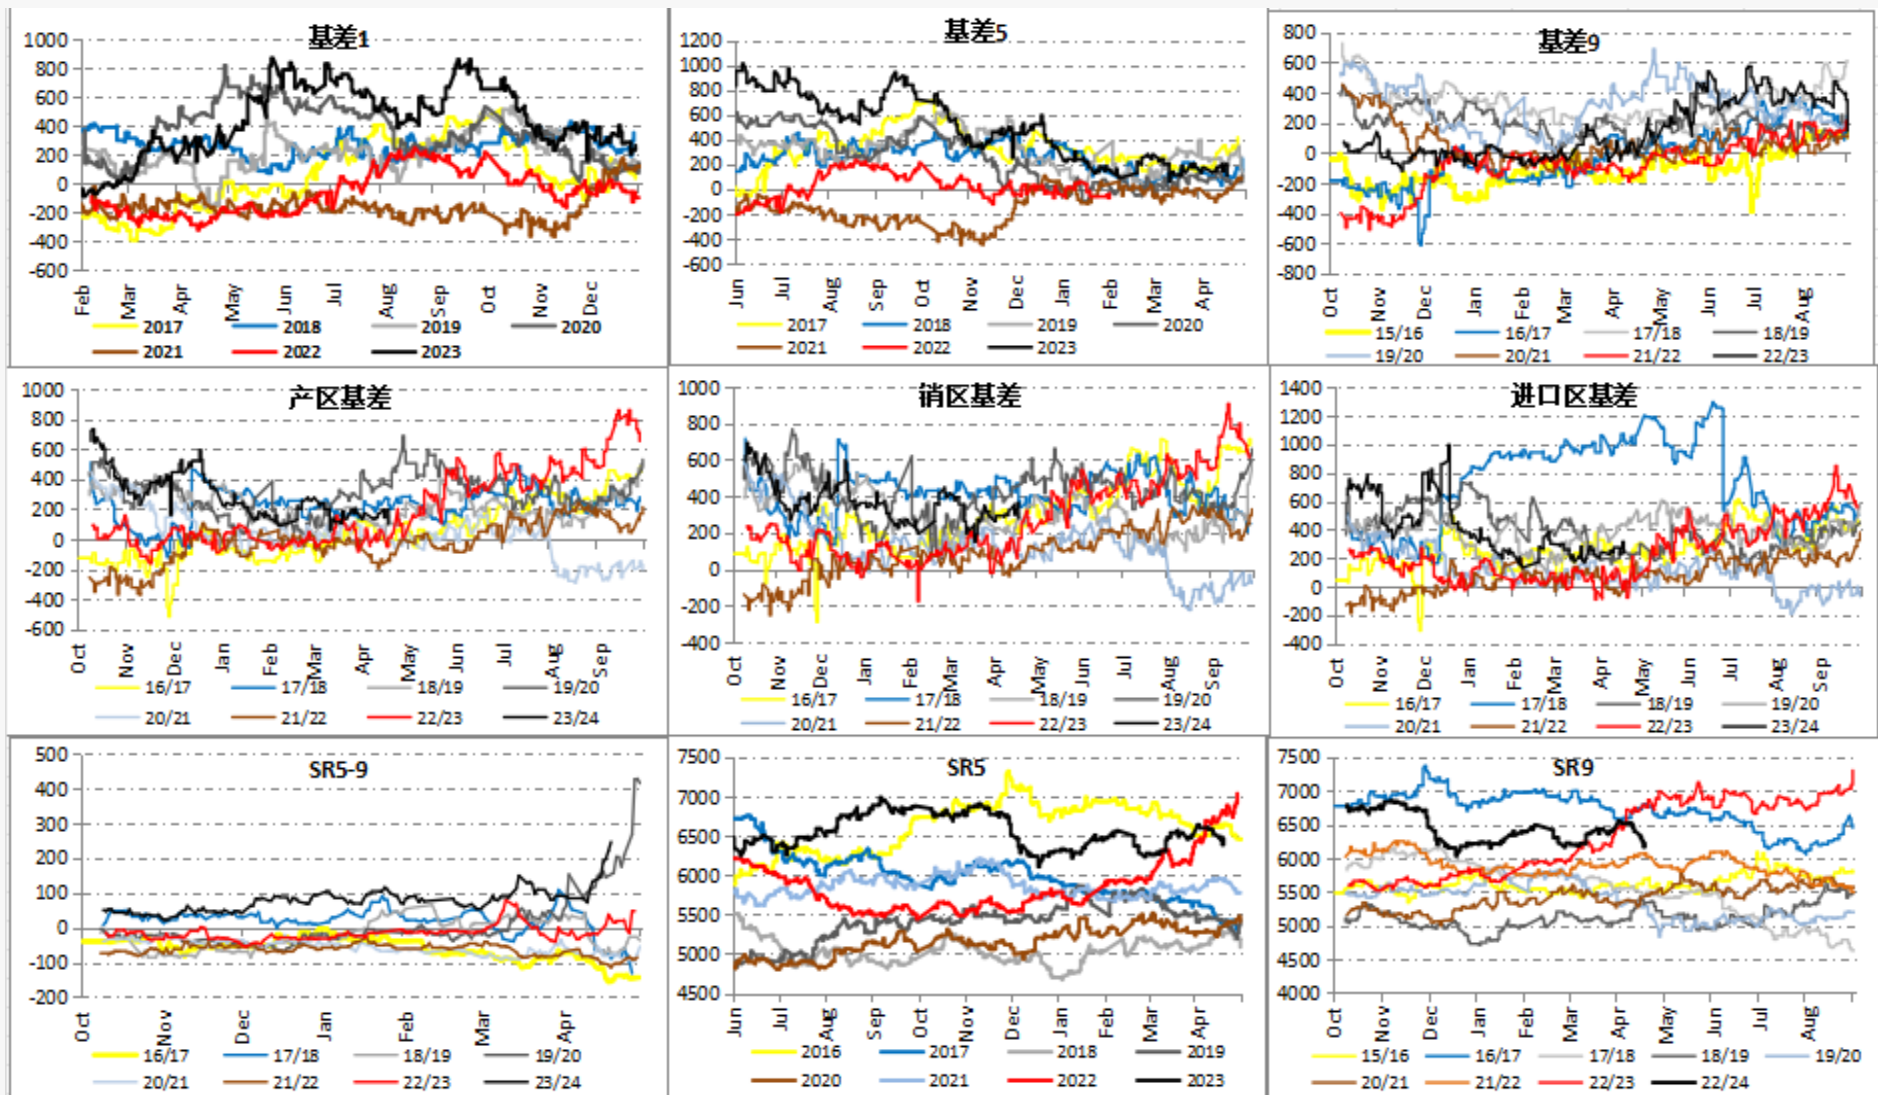 基差1
1000
800
600
400
200
0
-200
-400
-600
Feb Mar Apr May Jun Jul Aug Sep Oct Nov Dec
2017 2018 2019 2020
2021 2022 2023
基差5
1200
1000
800
600
400
200
0
-200
-400
-600
Jun Jul Aug Sep Oct Nov Dec Jan Feb Mar Apr
2017 2018 2019 2020
2021 2022 2023
基差9
800
600
400
200
0
-200
-400
-600
-800
Oct Nov Dec Jan Feb Mar Apr May Jun Jul Aug
15/16 16/17 17/18 18/19
19/20 20/21 21/22 22/23
产区基差
1000
800
600
400
200
0
-200
-400
-600
Oct Nov Dec Jan Feb Mar Apr May Jun Jul Aug Sep
16/17 17/18 18/19 19/20
20/21 21/22 22/23 23/24
销区基差
1000
800
600
400
200
0
-200
-400
Oct Nov Dec Jan Feb Mar Apr May Jun Jul Aug Sep
16/17 17/18 18/19 19/20
20/21 21/22 22/23 23/24
进口区基差
1400
1200
1000
800
600
400
200
0
-200
-400
Oct Nov Dec Jan Feb Mar Apr May Jun Jul Aug Sep
16/17 17/18 18/19 19/20
20/21 21/22 22/23 23/24
SR5-9
500
400
300
200
100
0
-100
-200
Oct Nov Dec Jan Feb Mar Apr
16/17 17/18 18/19 19/20
20/21 21/22 22/23 23/24
SR5
7500
7000
6500
6000
5500
5000
4500
Jun Jul Aug Sep Oct Nov Dec Jan Feb Mar Apr
2016 2017 2018 2019
2020 2021 2022 2023
SR9
7500
7000
6500
6000
5500
5000
4500
4000
Oct Nov Dec Jan Feb Mar Apr May Jun Jul Aug
15/16 16/17 17/18 18/19 19/20
20/21 21/22 22/23 22/24